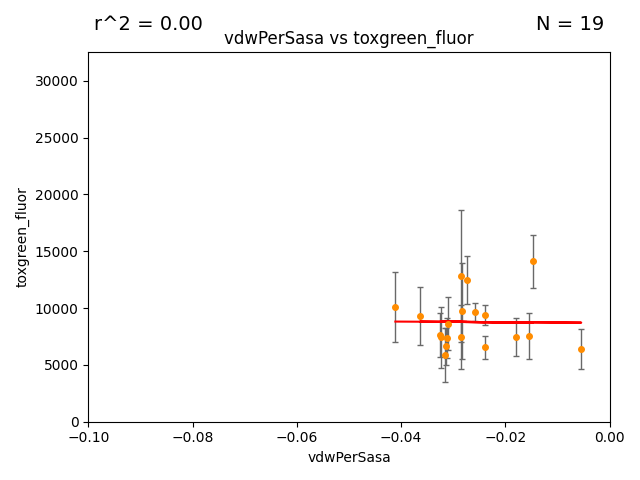 r^2 = 0.00
N = 19
vdwPerSasa vs toxgreen_fluor
30000
25000
20000
15000
10000
5000
0
toxgreen_fluor
−0.10
−0.08
−0.06
−0.04
−0.02
0.00
vdwPerSasa